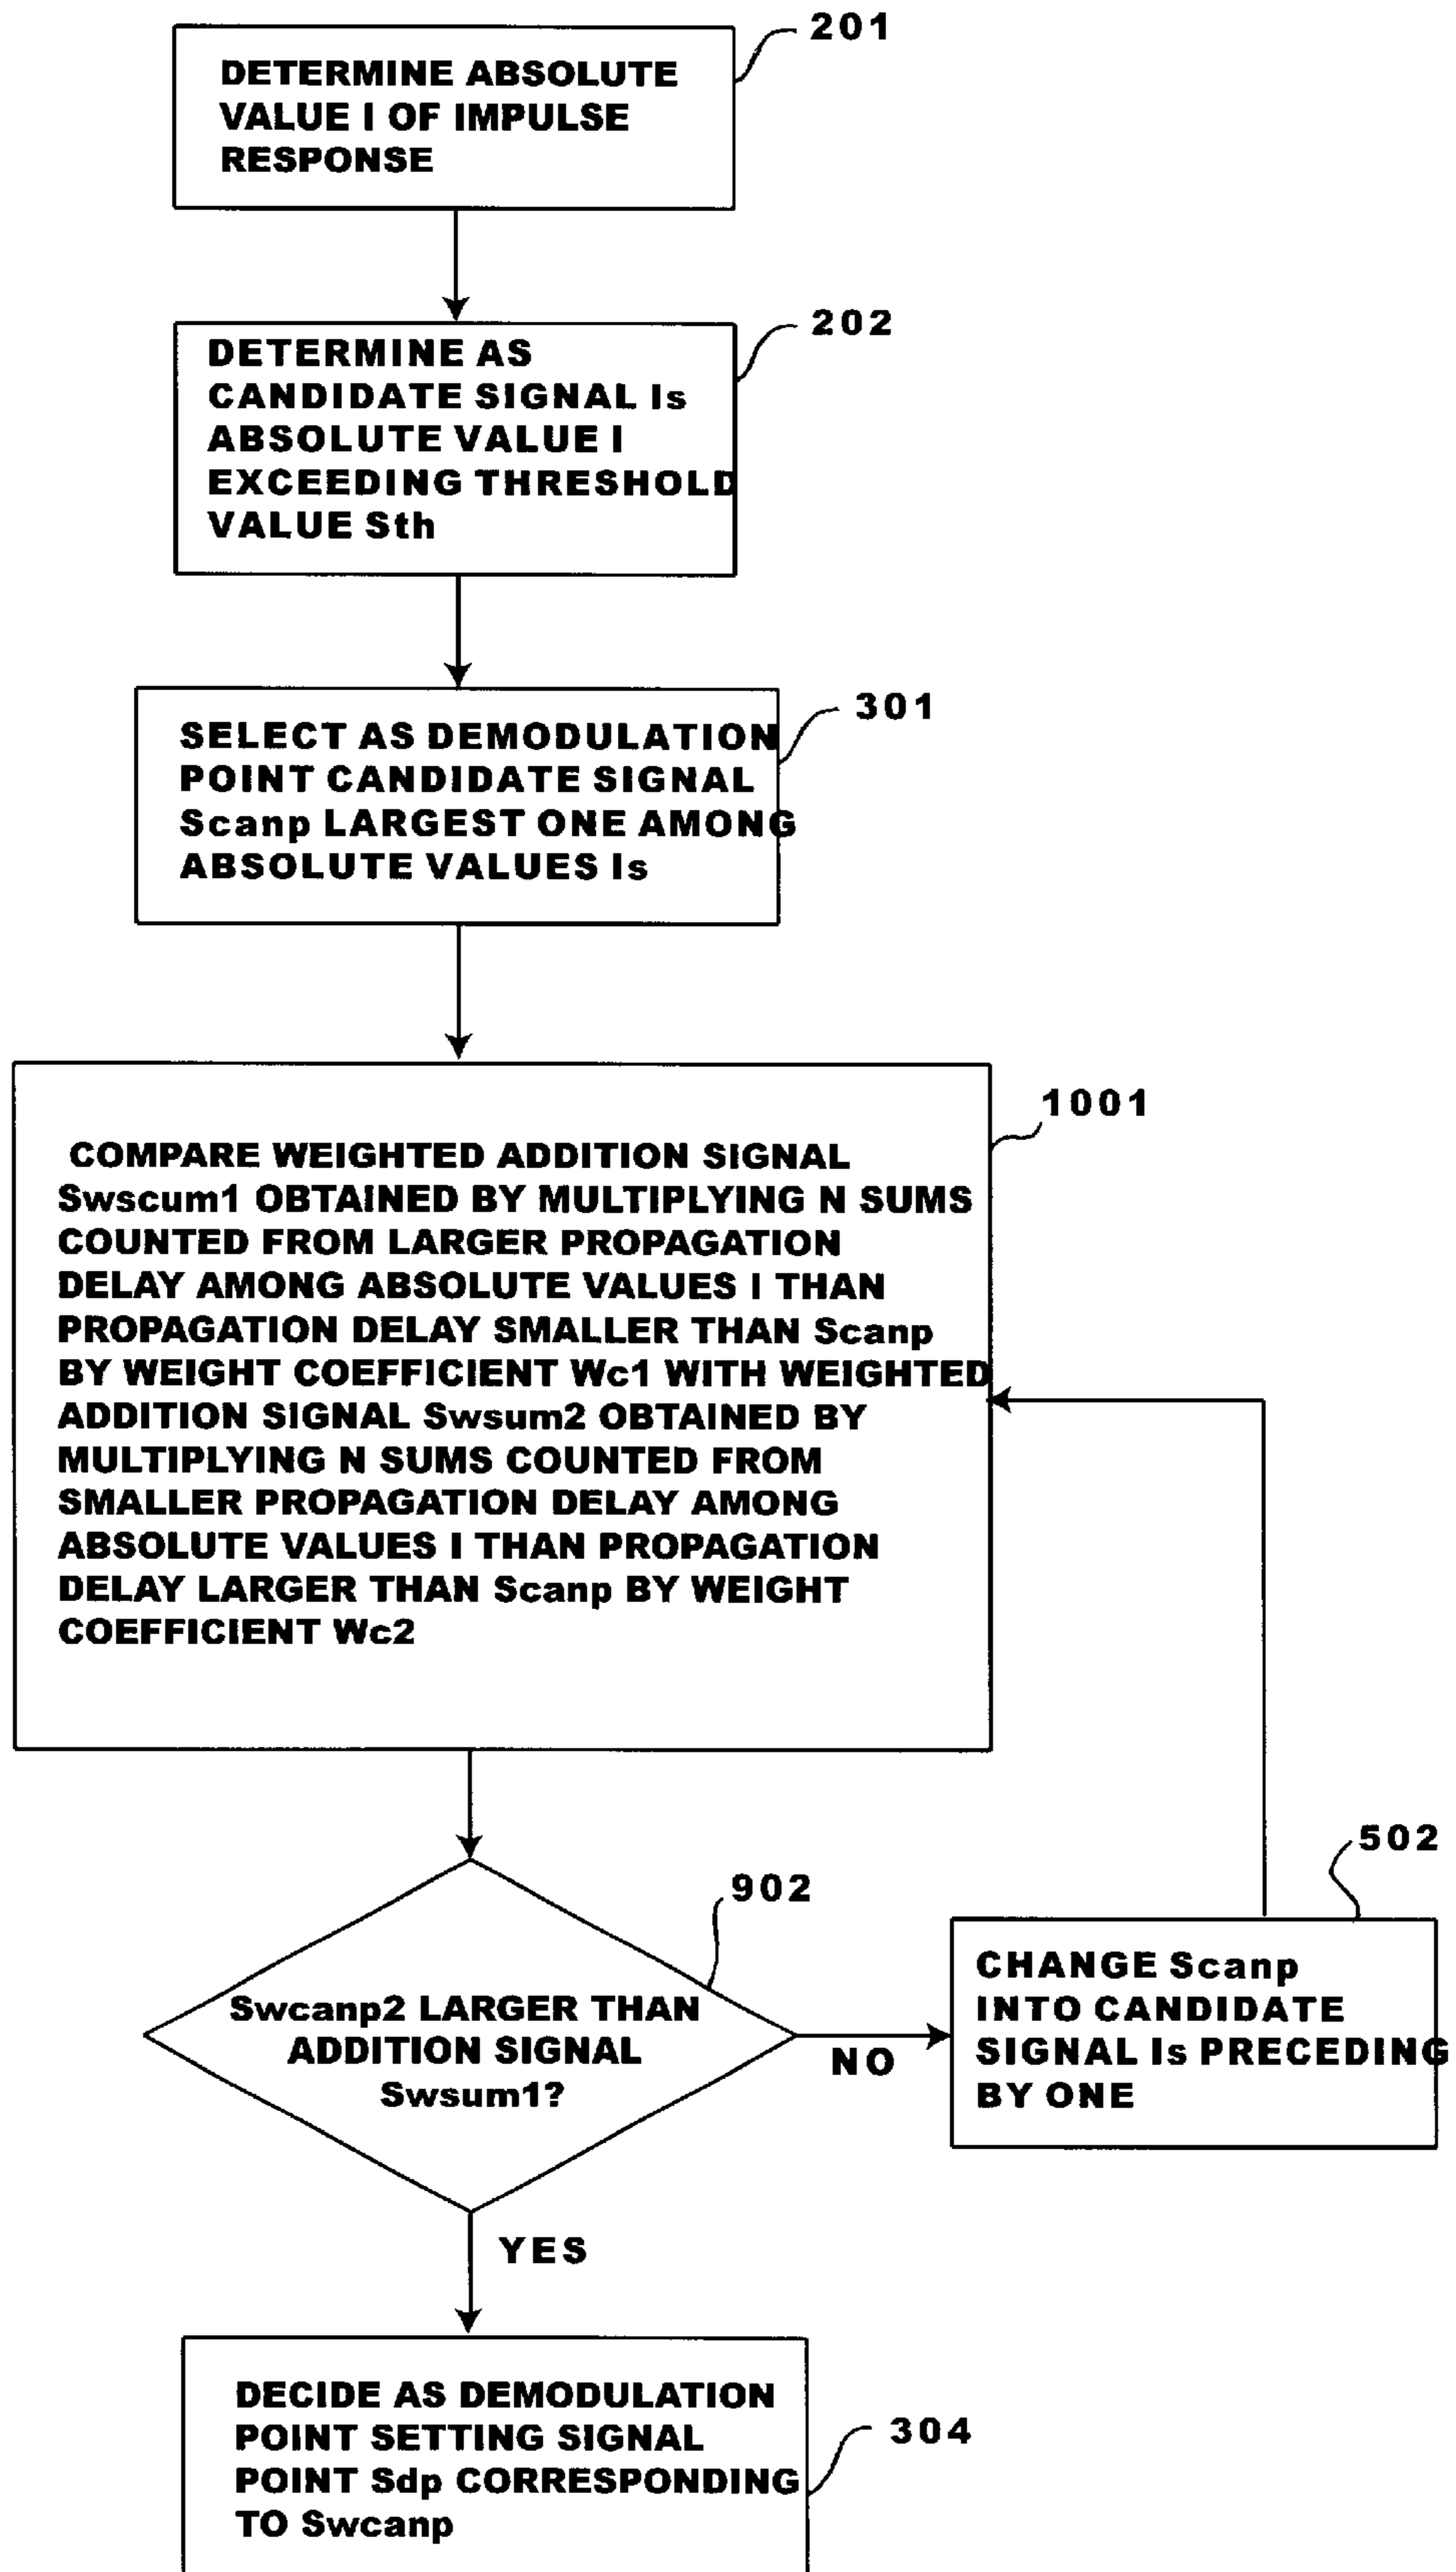 201
DETERMINE ABSOLUTE
VALUE I OF IMPULSE
RESPONSE
202
DETERMINE AS
CANDIDATE SIGNAL Is
ABSOLUTE VALUE I
EXCEEDING THRESHOLD
VALUE Sth
301
SELECT AS DEMODULATION
POINT CANDIDATE SIGNAL
Scanp LARGEST ONE AMONG
ABSOLUTE VALUES Is
1001
COMPARE WEIGHTED ADDITION SIGNAL
Swscum1 OBTAINED BY MULTIPLYING N SUMS
COUNTED FROM LARGER PROPAGATION
DELAY AMONG ABSOLUTE VALUES I THAN
PROPAGATION DELAY SMALLER THAN Scanp
BY WEIGHT COEFFICIENT Wc1 WITH WEIGHTED
ADDITION SIGNAL Swsum2 OBTAINED BY
MULTIPLYING N SUMS COUNTED FROM
SMALLER PROPAGATION DELAY AMONG
ABSOLUTE VALUES I THAN PROPAGATION
DELAY LARGER THAN Scanp BY WEIGHT
COEFFICIENT Wc2
902
Swcanp2 LARGER THAN
ADDITION SIGNAL
Swsum1?
NO
502
CHANGE Scanp
INTO CANDIDATE
SIGNAL Is PRECEDING
BY ONE
YES
304
DECIDE AS DEMODULATION
POINT SETTING SIGNAL
POINT Sdp CORRESPONDING
TO Swcanp